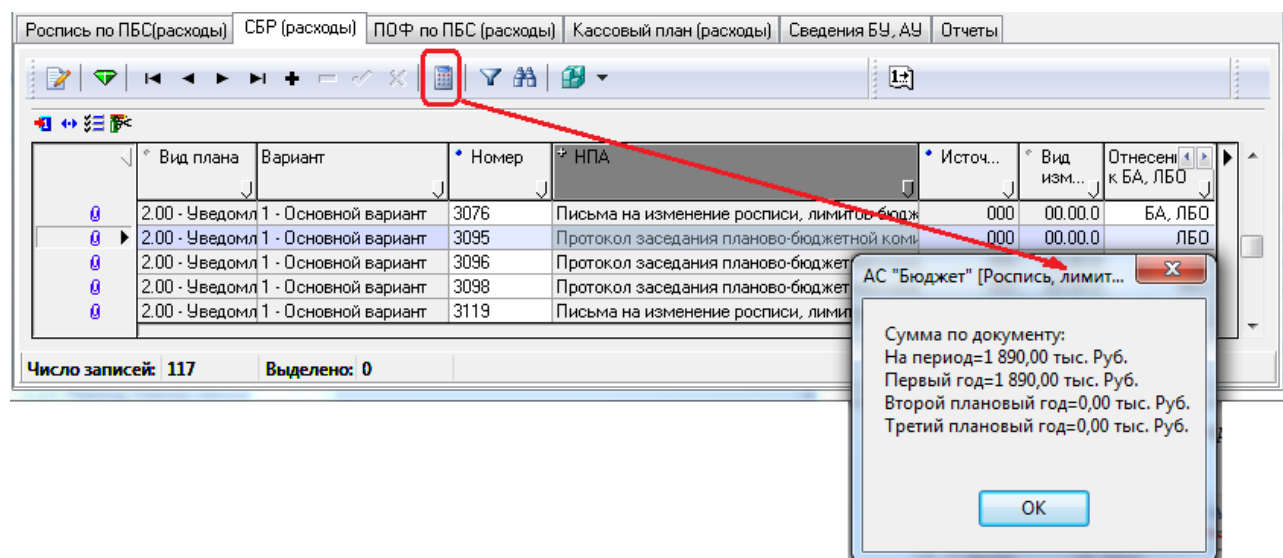 Роспись по ПБС(расходы) СБР (расходы) ПОФ по ПБС (расходы) Кассовый план (расходы) Сведения БУ, АУ Отчеты
Вид плана Вариант Номер НПА Источ... Вид изм... Отнесени к БА, ЛБО
2.00 - Уведомл 1 - Основной вариант 3076 Письма на изменение росписи, лимитов бюдж 000 00.00.0 БА, ЛБО
2.00 - Уведомл 1 - Основной вариант 3095 Протокол заседания планово-бюджетной коми 000 00.00.0 ЛБО
2.00 - Уведомл 1 - Основной вариант 3096 Протокол заседания планово-бюджет
2.00 - Уведомл 1 - Основной вариант 3098 Протокол заседания планово-бюджет
2.00 - Уведомл 1 - Основной вариант 3119 Письма на изменение росписи, лимит
Число записей: 117 Выделено: 0
АС "Бюджет" [Роспись, лимит...
Сумма по документу:
На период=1 890,00 тыс. Руб.
Первый год=1 890,00 тыс. Руб.
Второй плановый год=0,00 тыс. Руб.
Третий плановый год=0,00 тыс. Руб.
ОК